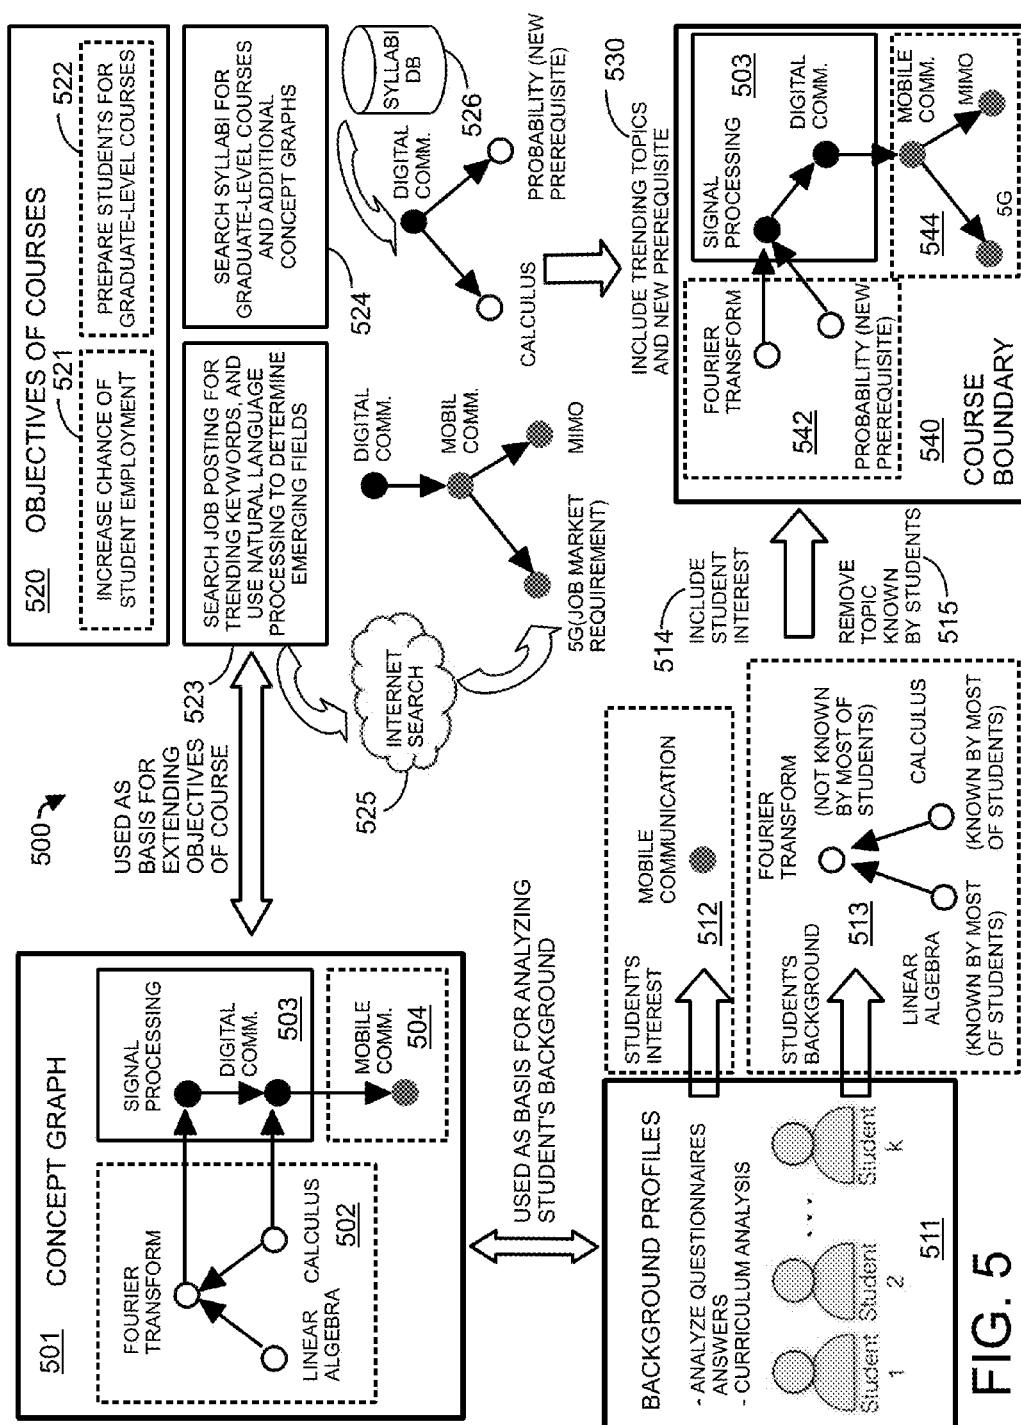 500
501
CONCEPT GRAPH
FOURIER
TRANSFORM
LINEAR
ALGEBRA
CALCULUS
502
SIGNAL
PROCESSING
DIGITAL
COMM.
503
MOBILE
COMM.
504
USED AS
BASIS FOR
EXTENDING
OBJECTIVES
OF COURSE
520
OBJECTIVES OF COURSES
521
INCREASE CHANCE OF
STUDENT EMPLOYMENT
522
PREPARE STUDENTS FOR
GRADUATE-LEVEL COURSES
523
SEARCH JOB POSTING FOR
TRENDING KEYWORDS, AND
USE NATURAL LANGUAGE
PROCESSING TO DETERMINE
EMERGING FIELDS
SEARCH SYLLABI FOR
GRADUATE-LEVEL COURSES
AND ADDITIONAL
CONCEPT GRAPHS
524
525
INTERNET
SEARCH
DIGITAL
COMM.
MOBIL COMM.
MIMO
5G(JOB MARKET
REQUIREMENT)
SYLLABI
DB
526
DIGITAL
COMM.
CALCULUS
PROBABILITY (NEW
PREREQUISITE)
USED AS BASIS FOR ANALYZING
STUDENT'S BACKGROUND
BACKGROUND PROFILES
- ANALYZE QUESTIONNAIRES
ANSWERS
- CURRICULUM ANALYSIS
Student
1
Student
2
...
Student
k
511
STUDENT'S
INTEREST
MOBILE
COMMUNICATION
512
STUDENT'S
BACKGROUND
513
FOURIER
TRANSFORM
(NOT KNOWN
BY MOST OF
STUDENTS)
LINEAR
ALGEBRA
(KNOWN BY MOST
OF STUDENTS)
CALCULUS
(KNOWN BY MOST
OF STUDENTS)
514
INCLUDE
STUDENT
INTEREST
REMOVE
TOPIC
KNOWN
BY STUDENTS
515
INCLUDE TRENDING TOPICS
AND NEW PREREQUISITE
530
FOURIER
TRANSFORM
542
PROBABILITY (NEW
PREREQUISITE)
SIGNAL
PROCESSING
503
DIGITAL COMM.
544
MOBILE
COMM.
MIMO
5G
540
COURSE
BOUNDARY
FIG. 5